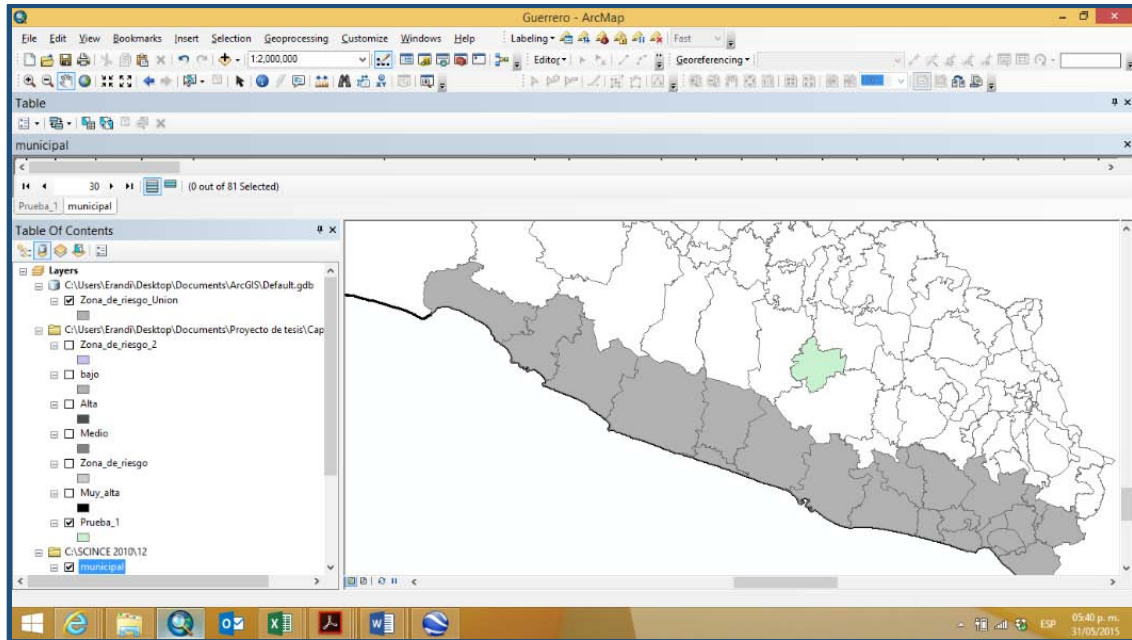 Guerrero - ArcMap
File Edit View Bookmarks Insert Selection Geoprocessing Customize Windows Help Labeling Fast
1:2,000,000 Editor Georeferencing
Table
municipal
30 (0 out of 81 Selected)
Prueba_1 municipal
Table Of Contents
Layers
C:\Users\Erandi\Desktop\Documents\ArcGIS\Default.gdb
Zona_de_riesgo_Union
C:\Users\Erandi\Desktop\Documents\Proyecto de tesis\Cap
Zona_de_riesgo_2
bajo
Alta
Medio
Zona_de_riesgo
Muy_alta
Prueba_1
C:\SCINCE 2010\12
municipal
ESP 05:40 p. m.
31/05/2015